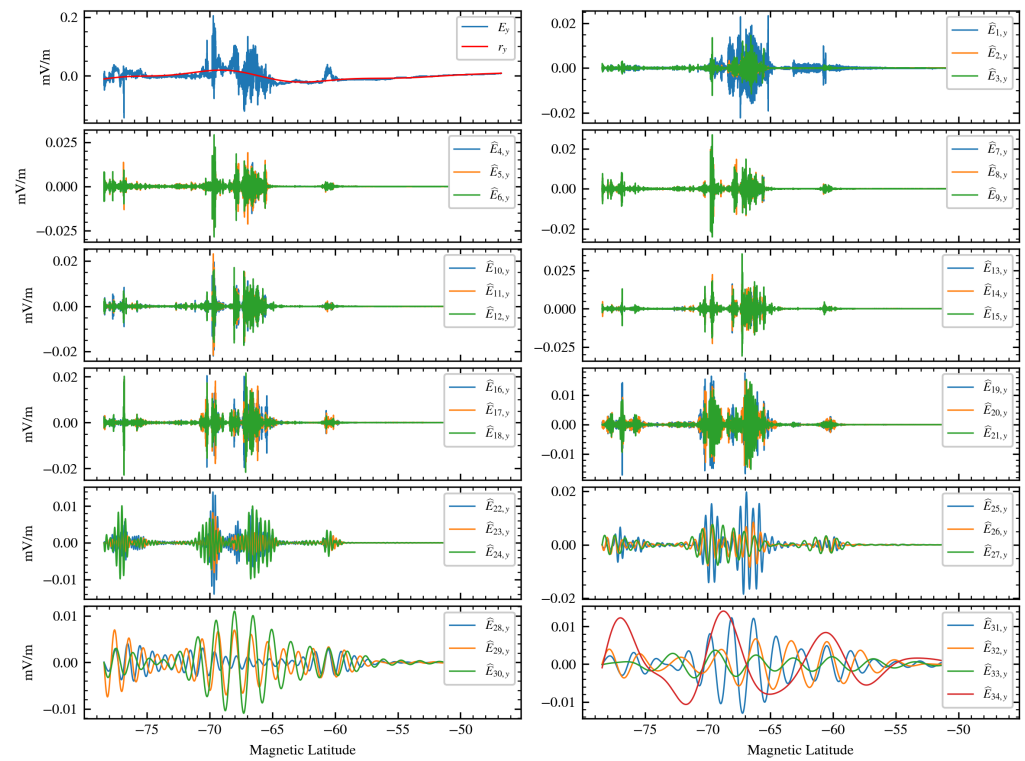 0.2
0.0
mV/m
E_y
r_y
0.02
0.00
−0.02
Ê_1,y
Ê_2,y
Ê_3,y
0.025
0.000
−0.025
mV/m
Ê_4,y
Ê_5,y
Ê_6,y
0.02
0.00
−0.02
Ê_7,y
Ê_8,y
Ê_9,y
0.02
0.00
−0.02
mV/m
Ê_10,y
Ê_11,y
Ê_12,y
0.025
0.000
−0.025
Ê_13,y
Ê_14,y
Ê_15,y
0.02
0.00
−0.02
mV/m
Ê_16,y
Ê_17,y
Ê_18,y
0.01
0.00
−0.01
Ê_19,y
Ê_20,y
Ê_21,y
0.01
0.00
−0.01
mV/m
Ê_22,y
Ê_23,y
Ê_24,y
0.02
0.00
−0.02
Ê_25,y
Ê_26,y
Ê_27,y
0.01
0.00
−0.01
mV/m
Ê_28,y
Ê_29,y
Ê_30,y
−75 −70 −65 −60 −55 −50
Magnetic Latitude
0.01
0.00
−0.01
Ê_31,y
Ê_32,y
Ê_33,y
Ê_34,y
−75 −70 −65 −60 −55 −50
Magnetic Latitude